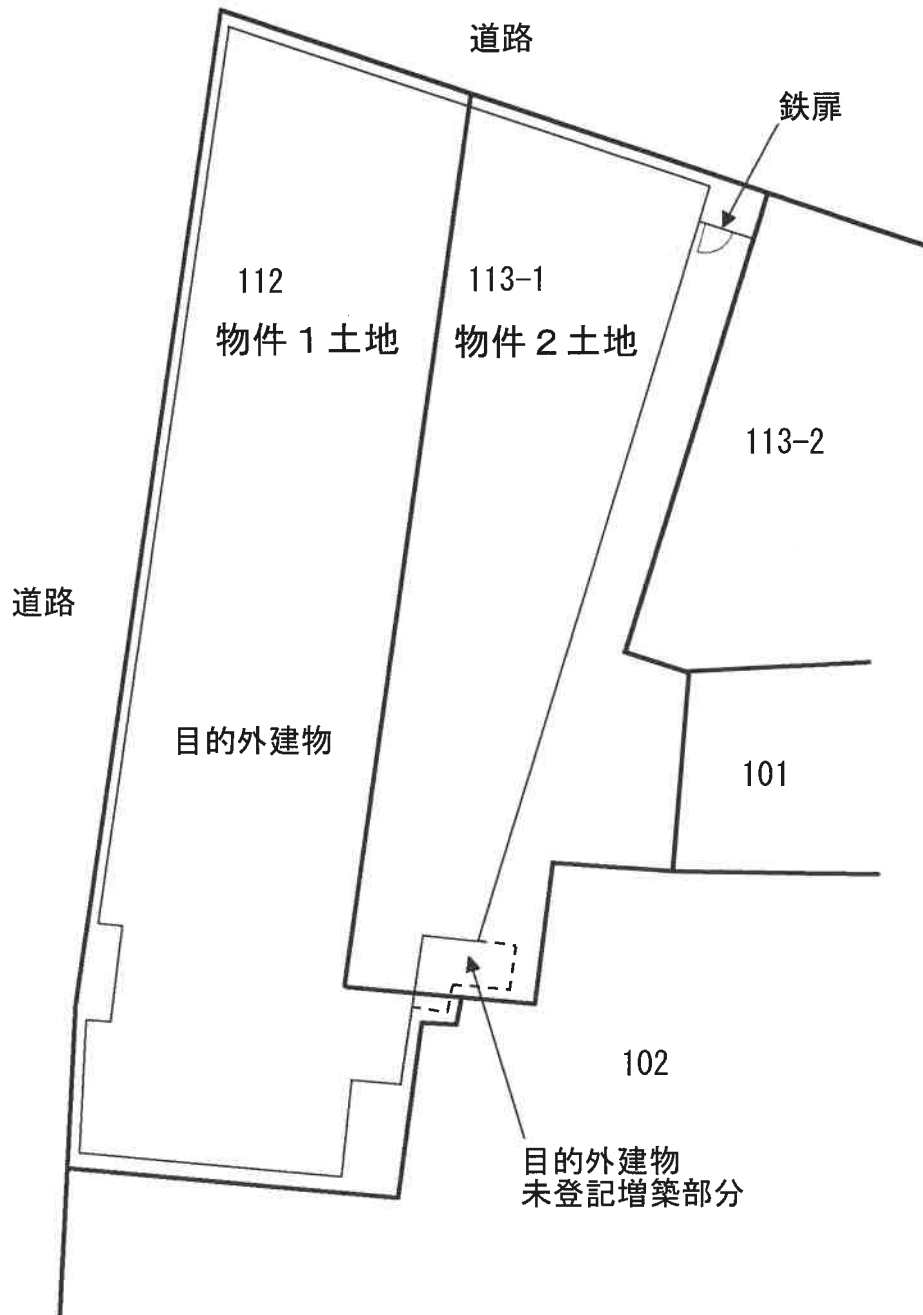 道路
鉄扉
112
113-1
物件1土地
物件2土地
113-2
道路
目的外建物
101
102
目的外建物
未登記増築部分